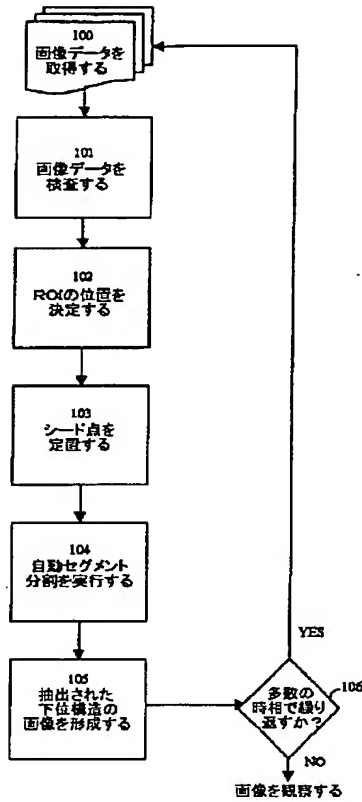 100
画像データを
取得する
101
画像データを
検査する
102
ROIの位置を
決定する
103
シード点を
定置する
104
自動セグメント
分割を実行する
105
抽出された
下位構造の
画像を形成する
YES
106
多数の
時相で繰り
返すか?
NO
画像を観察する